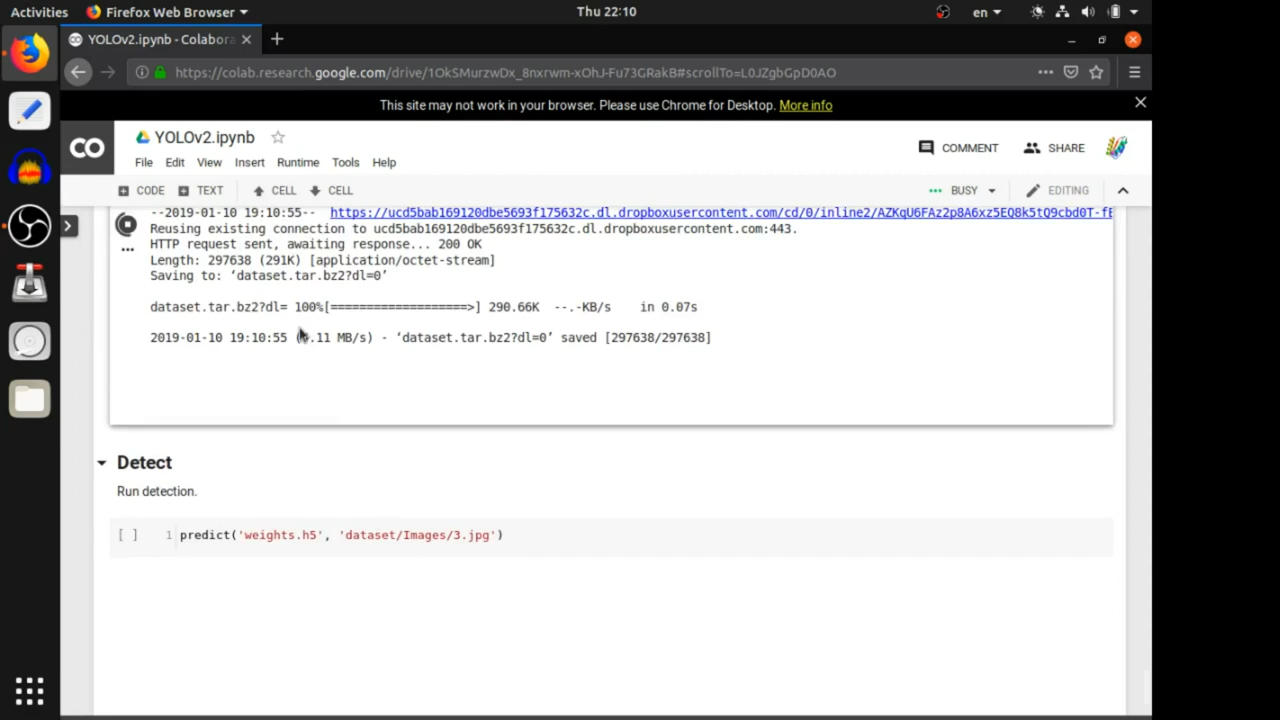 Activities Firefox Web Browser Thu 22:10 en
YOLOv2.ipynb - Colabora
https://colab.research.google.com/drive/1OkSMurzwDx_8nxrwm-xOhJ-Fu73GRakB#scrollTo=L0JZgbGpD0AO
This site may not work in your browser. Please use Chrome for Desktop. More info
CO YOLOv2.ipynb COMMENT SHARE
File Edit View Insert Runtime Tools Help
CODE TEXT CELL CELL BUSY EDITING
--2019-01-10 19:10:55-- https://ucd5bab169120dbe5693f175632c.dl.dropboxusercontent.com/cd/0/inline2/AZKqU6FAz2p8A6xz5EQ8k5tQ9cbd0T-fE
Reusing existing connection to ucd5bab169120dbe5693f175632c.dl.dropboxusercontent.com:443.
HTTP request sent, awaiting response... 200 OK
Length: 297638 (291K) [application/octet-stream]
Saving to: ‘dataset.tar.bz2?dl=0’
dataset.tar.bz2?dl= 100%[===================>] 290.66K --.-KB/s in 0.07s
2019-01-10 19:10:55 .11 MB/s) - ‘dataset.tar.bz2?dl=0’ saved [297638/297638]
Detect
Run detection.
[ ] 1 predict('weights.h5', 'dataset/Images/3.jpg')